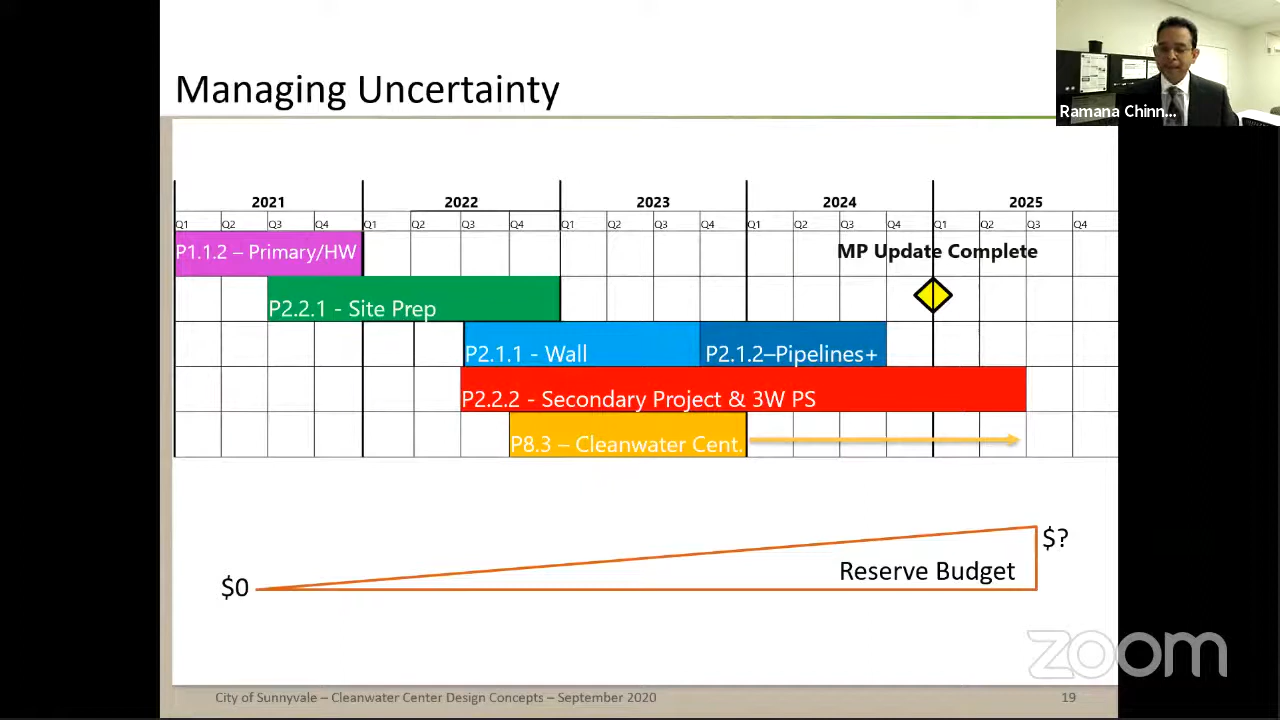 Managing Uncertainty
Ramana Chinn...
2021 2022 2023 2024 2025
Q1 Q2 Q3 Q4 Q1 Q2 Q3 Q4 Q1 Q2 Q3 Q4 Q1 Q2 Q3 Q4 Q1 Q2 Q3 Q4
P1.1.2 – Primary/HW
MP Update Complete
P2.2.1 - Site Prep
P2.1.1 - Wall
P2.1.2–Pipelines+
P2.2.2 - Secondary Project & 3W PS
P8.3 – Cleanwater Cent.
$?
Reserve Budget
$0
zoom
City of Sunnyvale – Cleanwater Center Design Concepts – September 2020
19